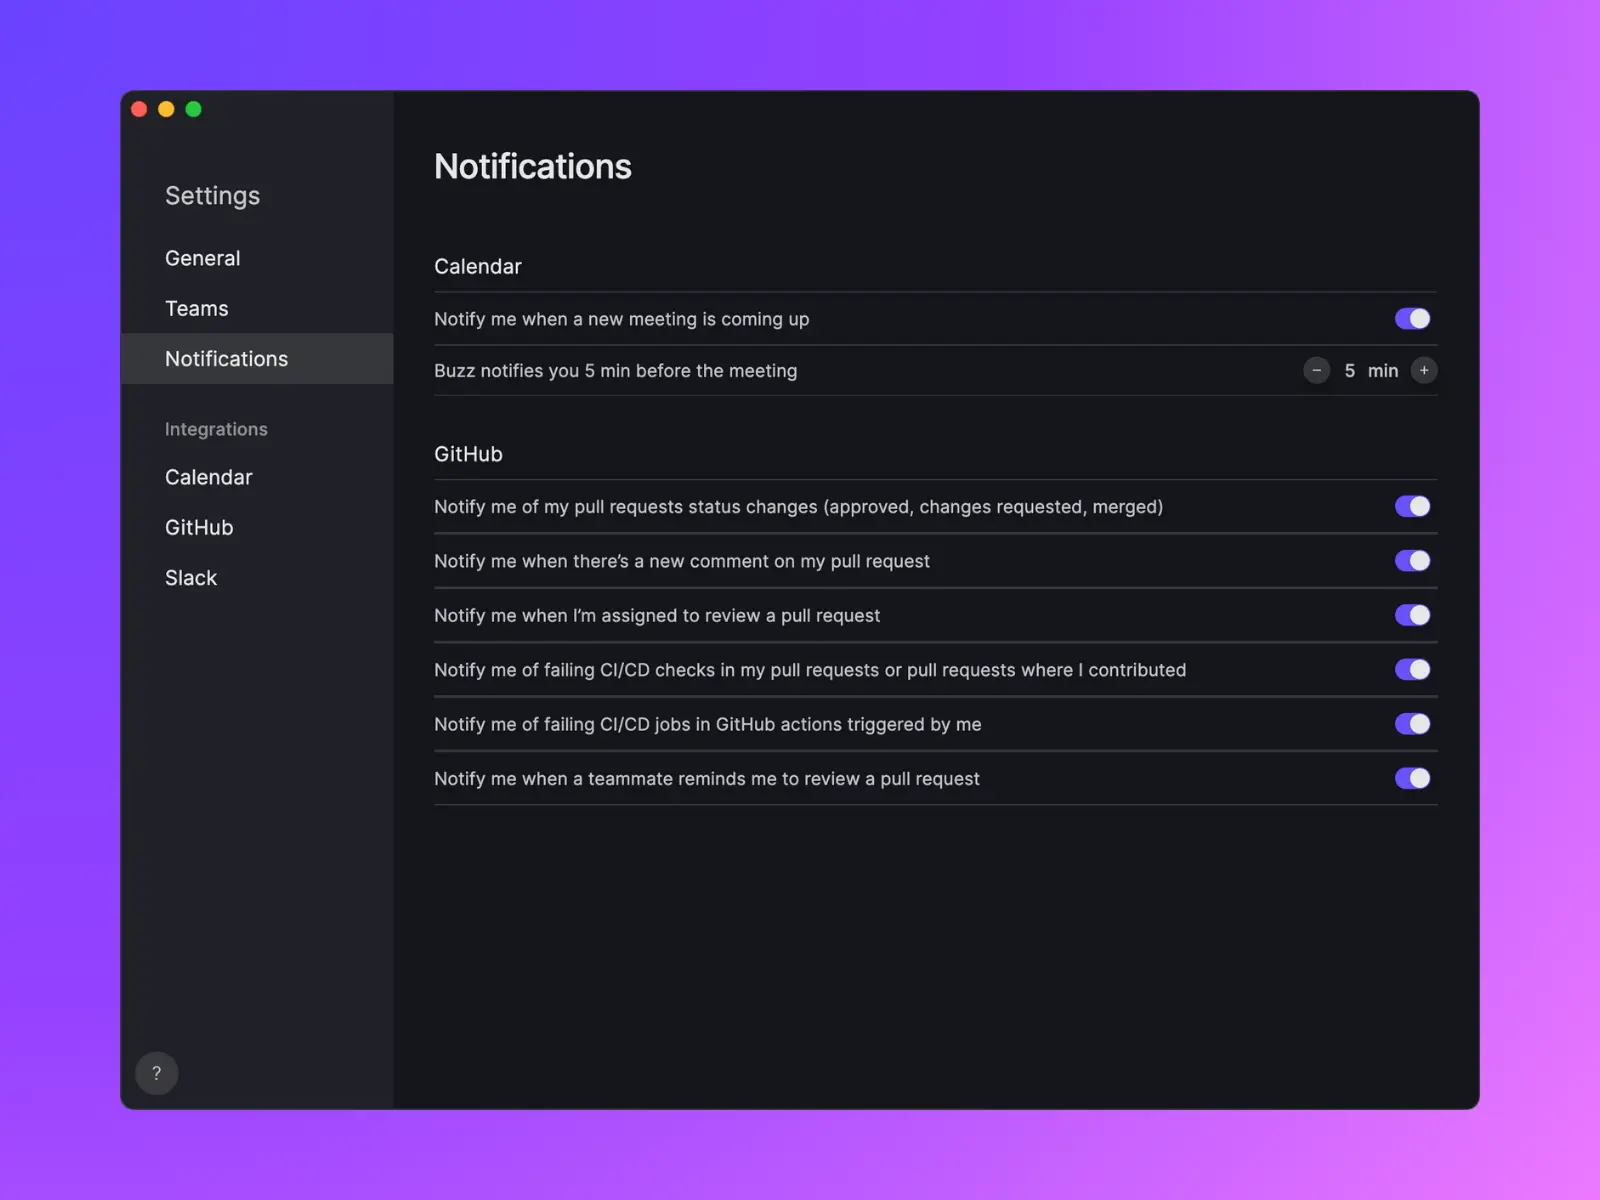 Settings
General
Teams
Notifications
Integrations
Calendar
GitHub
Slack
?
Notifications
Calendar
Notify me when a new meeting is coming up
Buzz notifies you 5 min before the meeting − 5 min +
GitHub
Notify me of my pull requests status changes (approved, changes requested, merged)
Notify me when there’s a new comment on my pull request
Notify me when I’m assigned to review a pull request
Notify me of failing CI/CD checks in my pull requests or pull requests where I contributed
Notify me of failing CI/CD jobs in GitHub actions triggered by me
Notify me when a teammate reminds me to review a pull request